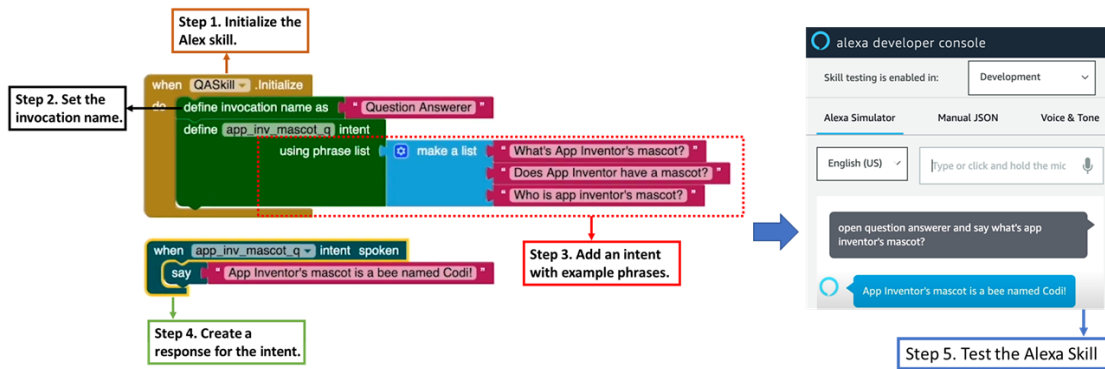 Step 1. Initialize the
Alex skill.
Step 2. Set the
invocation name.
when QASkill .Initialize
do define invocation name as " Question Answerer "
define app_inv_mascot_q intent
using phrase list make a list " What's App Inventor's mascot? "
" Does App Inventor have a mascot? "
" Who is app inventor's mascot? "
Step 3. Add an intent
with example phrases.
when app_inv_mascot_q intent spoken
say " App Inventor's mascot is a bee named Codi! "
Step 4. Create a
response for the intent.
alexa developer console
Skill testing is enabled in: Development
Alexa Simulator Manual JSON Voice & Tone
English (US) Type or click and hold the mic
open question answerer and say what's app
inventor's mascot?
App Inventor's mascot is a bee named Codi!
Step 5. Test the Alexa Skill